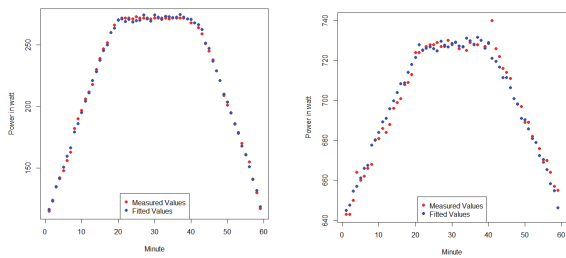 Power in watt
250
200
150
Measured Values
Fitted Values
0
10
20
30
40
50
60
Minute
Power in watt
740
720
700
680
660
640
Measured Values
Fitted Values
0
10
20
30
40
50
60
Minute